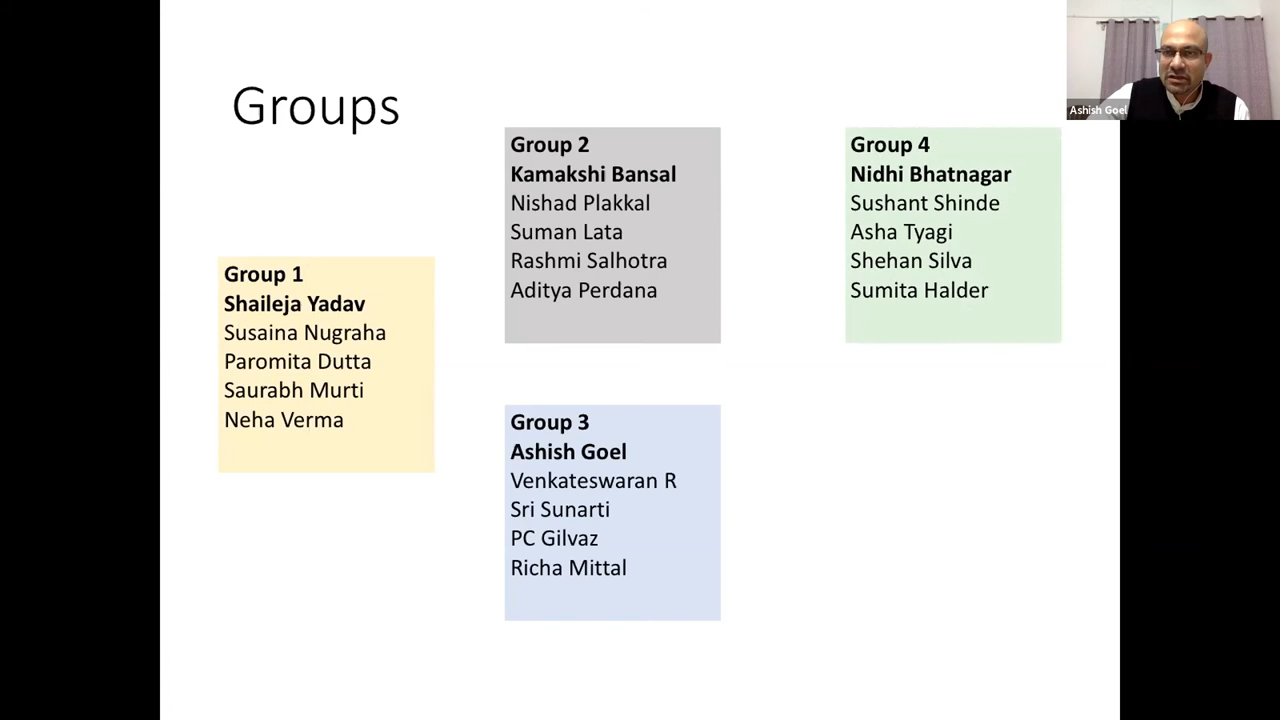 Groups
Group 1
Shaileja Yadav
Susaina Nugraha
Paromita Dutta
Saurabh Murti
Neha Verma
Group 2
Kamakshi Bansal
Nishad Plakkal
Suman Lata
Rashmi Salhotra
Aditya Perdana
Group 3
Ashish Goel
Venkateswaran R
Sri Sunarti
PC Gilvaz
Richa Mittal
Group 4
Nidhi Bhatnagar
Sushant Shinde
Asha Tyagi
Shehan Silva
Sumita Halder
Ashish Goel